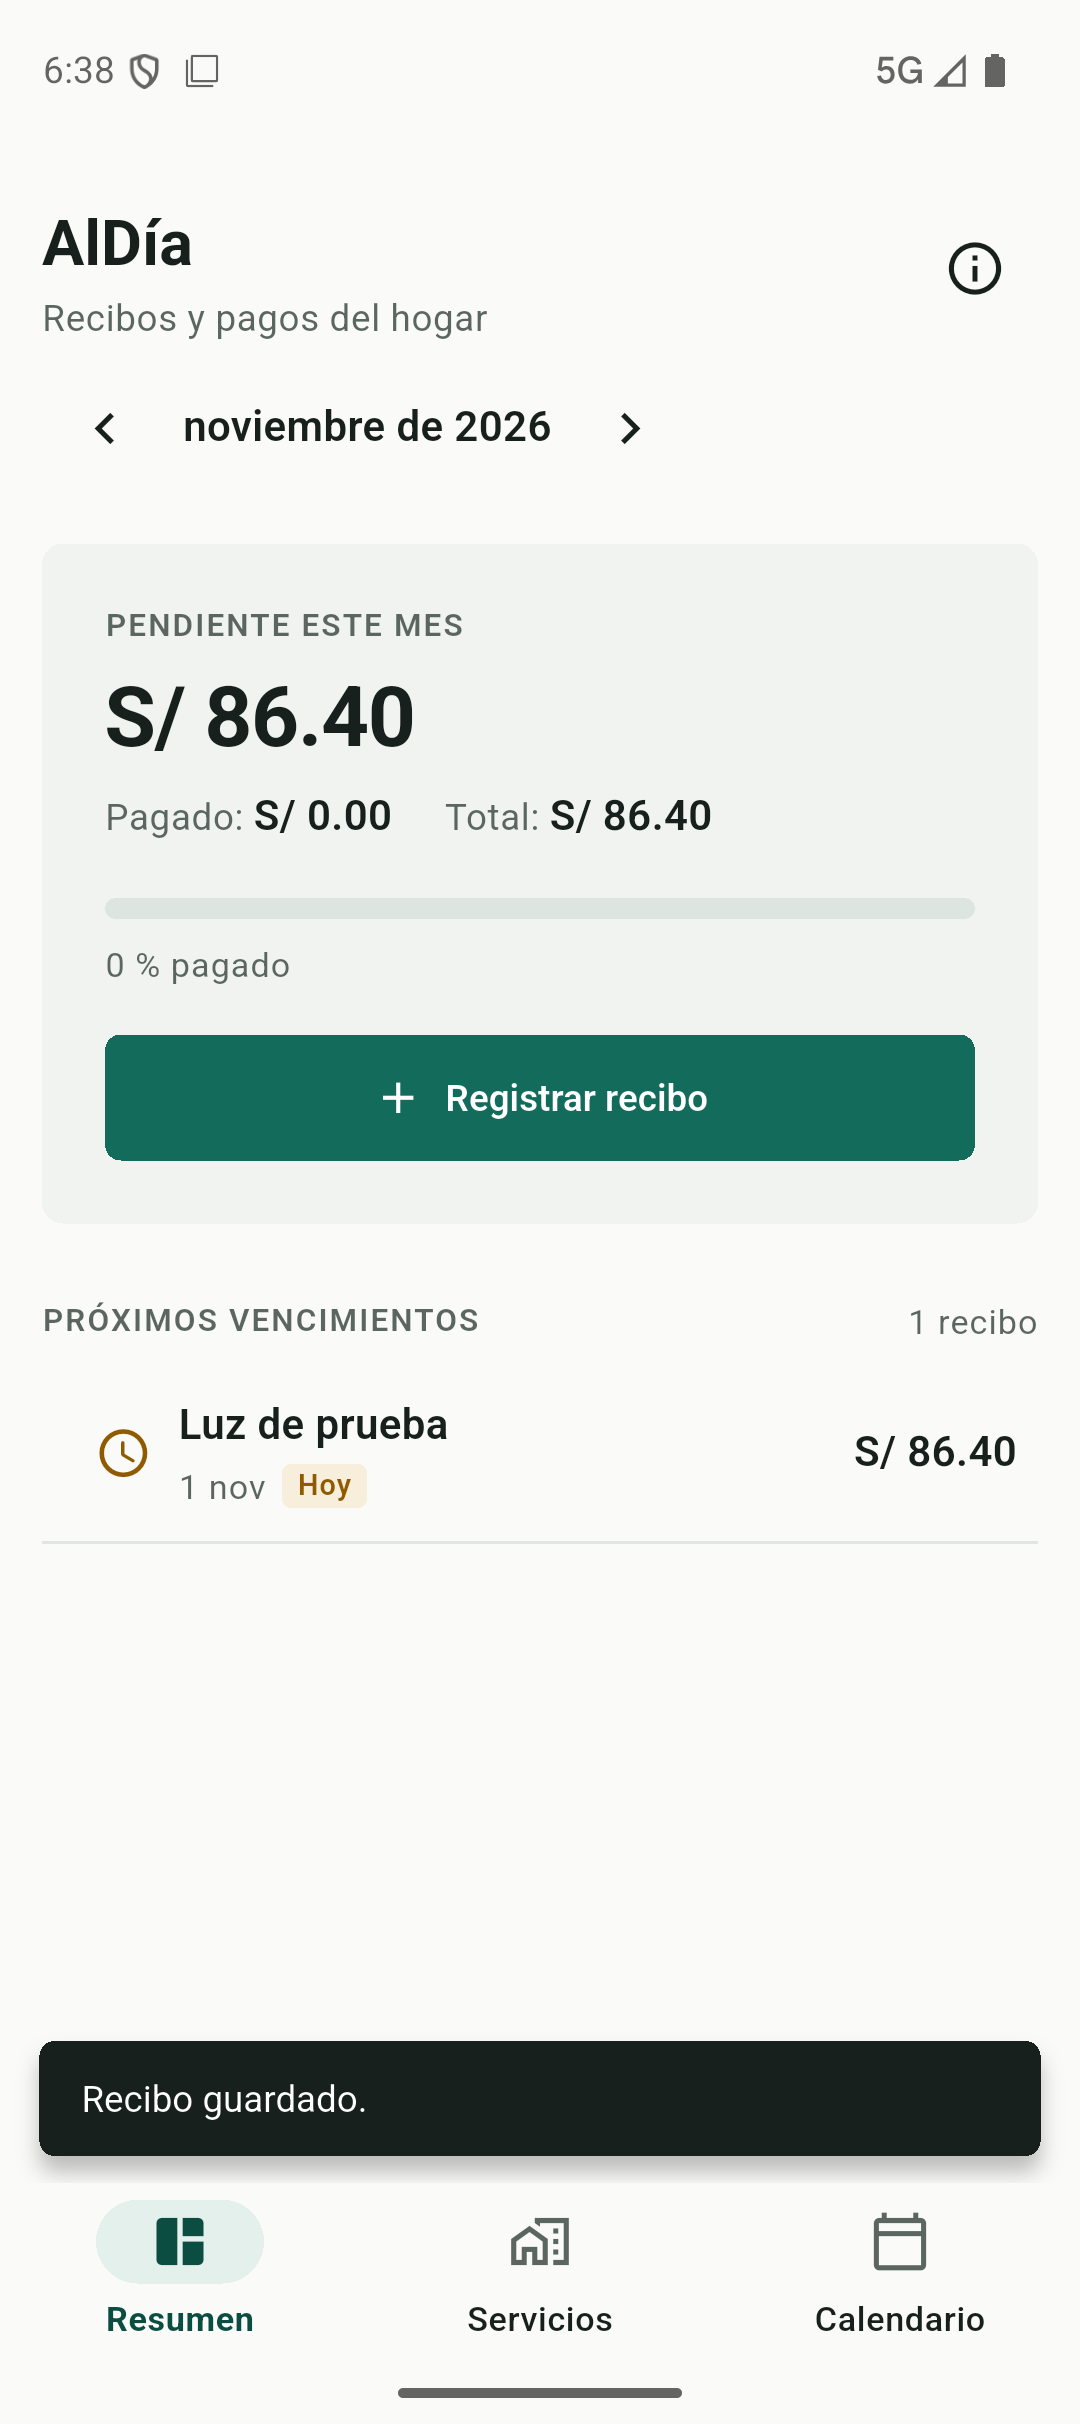 6:38 5G
AlDía
Recibos y pagos del hogar
noviembre de 2026
PENDIENTE ESTE MES
S/ 86.40
Pagado: S/ 0.00 Total: S/ 86.40
0 % pagado
Registrar recibo
PRÓXIMOS VENCIMIENTOS 1 recibo
Luz de prueba
S/ 86.40
1 nov Hoy
Recibo guardado.
Resumen Servicios Calendario